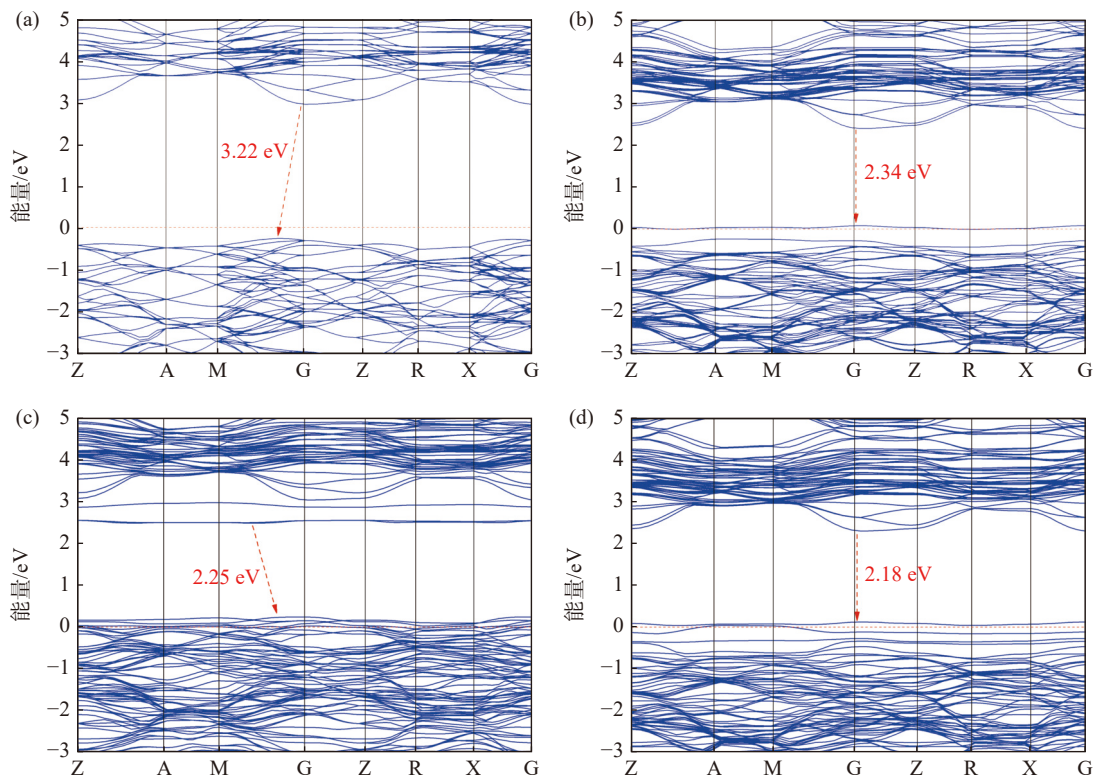 (a)
5
4
3
2
1
0
−1
−2
−3
能量/eV
3.22 eV
Z A M G Z R X G
(b)
5
4
3
2
1
0
−1
−2
−3
能量/eV
2.34 eV
Z A M G Z R X G
(c)
5
4
3
2
1
0
−1
−2
−3
能量/eV
2.25 eV
Z A M G Z R X G
(d)
5
4
3
2
1
0
−1
−2
−3
能量/eV
2.18 eV
Z A M G Z R X G